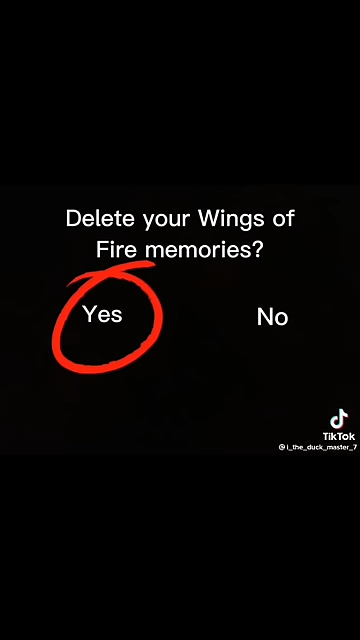 Delete your Wings of
Fire memories?
Yes
No
TikTok
@i_the_duck_master_7